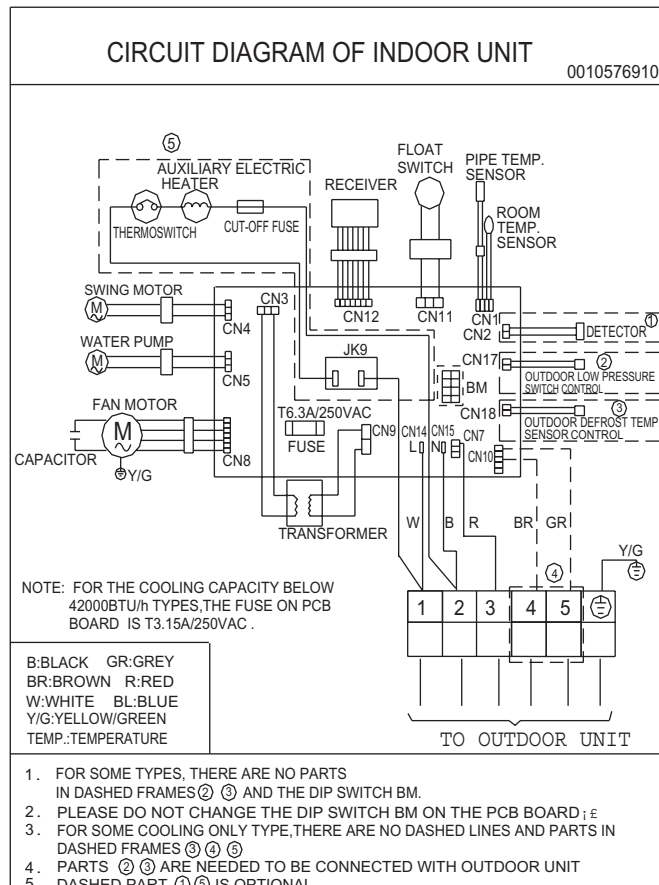 CIRCUIT DIAGRAM OF INDOOR UNIT
0010576910
⑤
AUXILIARY ELECTRIC
HEATER
THERMOSWITCH
CUT-OFF FUSE
RECEIVER
FLOAT
SWITCH
PIPE TEMP.
SENSOR
ROOM
TEMP.
SENSOR
SWING MOTOR
M
CN4
CN3
CN12
CN11
CN1
CN2
①
DETECTOR
WATER PUMP
M
CN5
JK9
BM
CN17
②
OUTDOOR LOW PRESSURE
SWITCH CONTROL
CN18
③
OUTDOOR DEFROST TEMP
SENSOR CONTROL
FAN MOTOR
M
CAPACITOR
Y/G
CN8
T6.3A/250VAC
FUSE
CN9
CN14
L
CN15
N
CN7
CN10
TRANSFORMER
W
B
R
BR
GR
④
Y/G
1 2 3 4 5
NOTE: FOR THE COOLING CAPACITY BELOW
42000BTU/h TYPES,THE FUSE ON PCB
BOARD IS T3.15A/250VAC .
B:BLACK GR:GREY
BR:BROWN R:RED
W:WHITE BL:BLUE
Y/G:YELLOW/GREEN
TEMP.:TEMPERATURE
TO OUTDOOR UNIT
1. FOR SOME TYPES, THERE ARE NO PARTS
IN DASHED FRAMES② ③ AND THE DIP SWITCH BM.
2. PLEASE DO NOT CHANGE THE DIP SWITCH BM ON THE PCB BOARD¡£
3. FOR SOME COOLING ONLY TYPE,THERE ARE NO DASHED LINES AND PARTS IN
DASHED FRAMES ③ ④ ⑤
4. PARTS ② ③ ARE NEEDED TO BE CONNECTED WITH OUTDOOR UNIT
5. DASHED PART ① ⑤ IS OPTIONAL